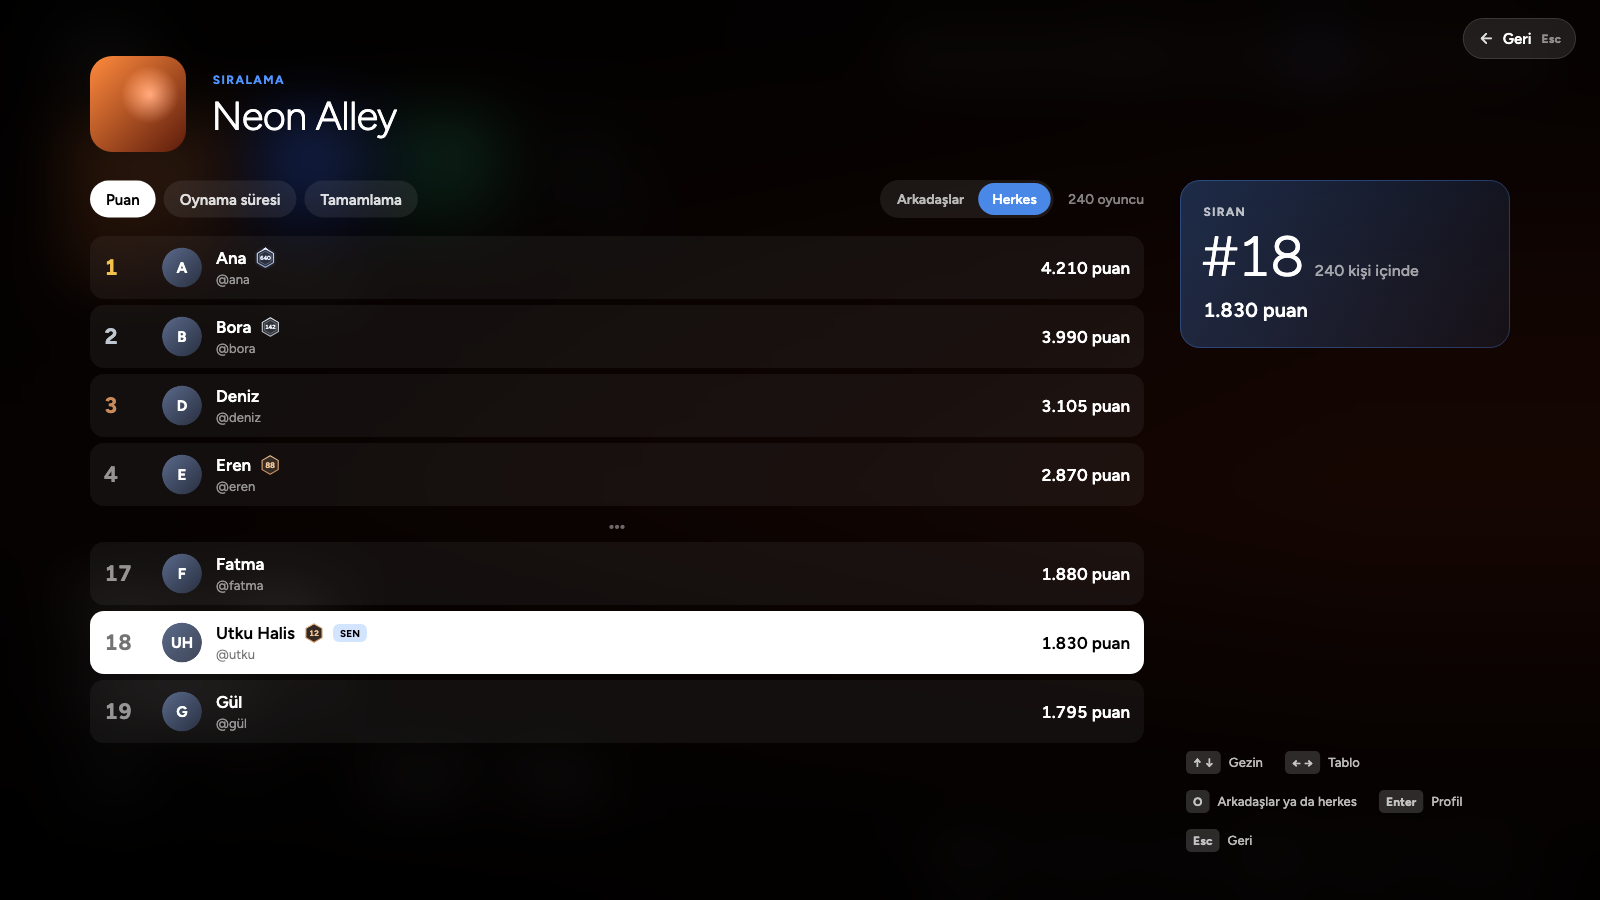 ← Geri Esc
SIRALAMA
Neon Alley
Puan Oynama süresi Tamamlama
Arkadaşlar Herkes 240 oyuncu
1 A Ana 640 4.210 puan
@ana
2 B Bora 142 3.990 puan
@bora
3 D Deniz 3.105 puan
@deniz
4 E Eren 88 2.870 puan
@eren
•••
17 F Fatma 1.880 puan
@fatma
18 UH Utku Halis 12 SEN 1.830 puan
@utku
19 G Gül 1.795 puan
@gül
SIRAN
#18 240 kişi içinde
1.830 puan
↑↓ Gezin ←→ Tablo
O Arkadaşlar ya da herkes Enter Profil
Esc Geri